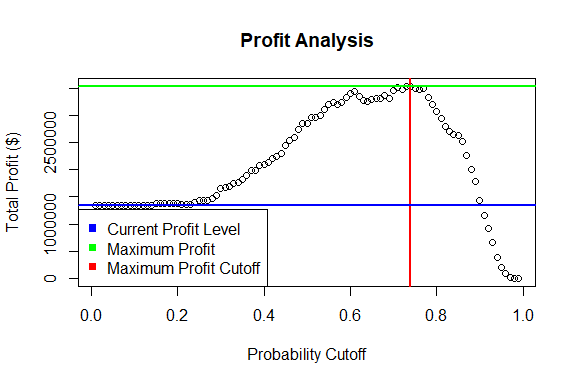 Profit Analysis
Total Profit ($)
2500000
1000000
0
Current Profit Level
Maximum Profit
Maximum Profit Cutoff
0.0 0.2 0.4 0.6 0.8 1.0
Probability Cutoff